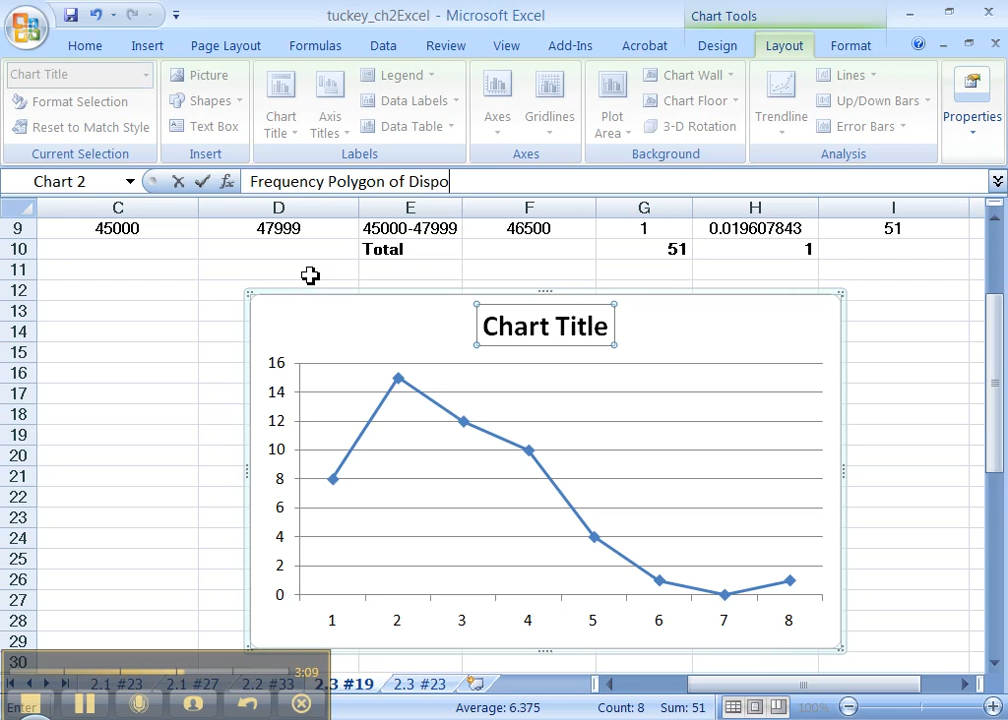 tuckey_ch2Excel - Microsoft Excel
Chart Tools
Home Insert Page Layout Formulas Data Review View Add-Ins Acrobat Design Layout Format
Chart Title
Format Selection
Reset to Match Style
Current Selection
Picture
Shapes
Text Box
Insert
Chart Title
Axis Titles
Legend
Data Labels
Data Table
Labels
Axes
Gridlines
Axes
Plot Area
Chart Wall
Chart Floor
3-D Rotation
Background
Trendline
Lines
Up/Down Bars
Error Bars
Analysis
Properties
Chart 2
fx
Frequency Polygon of Dispo
C D E F G H I
9 45000 47999 45000-47999 46500 1 0.019607843 51
10 Total 51 1
11
12
13
14
15
16
17
18
19
20
21
22
23
24
25
26
27
28
29
30
Chart Title
16
14
12
10
8
6
4
2
0
1 2 3 4 5 6 7 8
3:09
2.1 #23 2.1 #27 2.2 #33 2.3 #19 2.3 #23
Enter
Average: 6.375 Count: 8 Sum: 51 100%